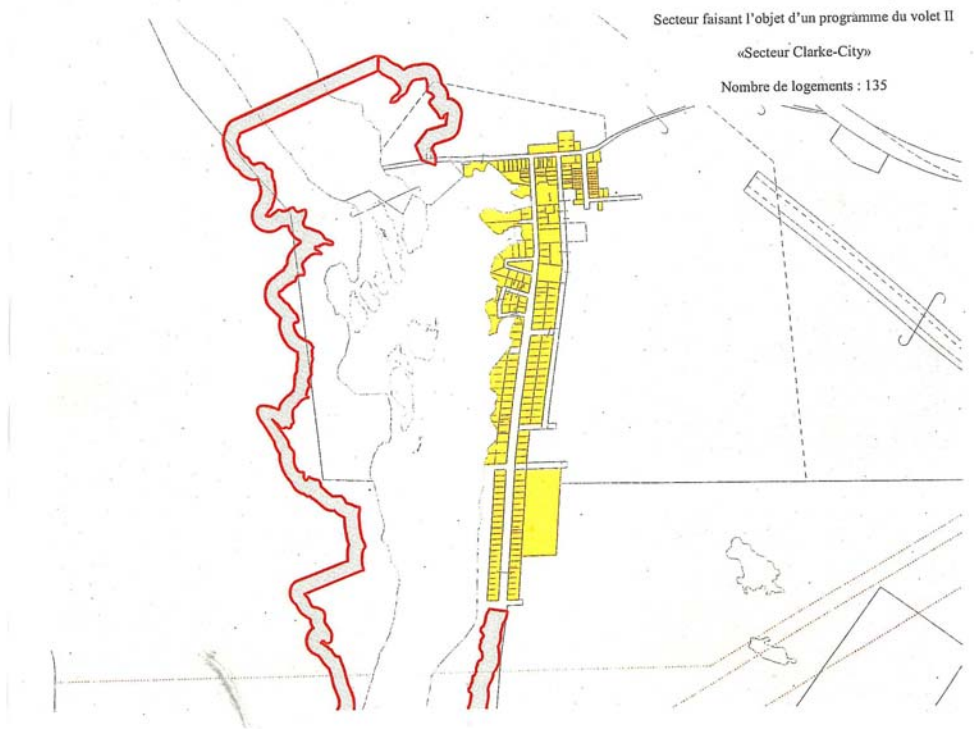 Secteur faisant l'objet d'un programme du volet II
«Secteur Clarke-City»
Nombre de logements : 135